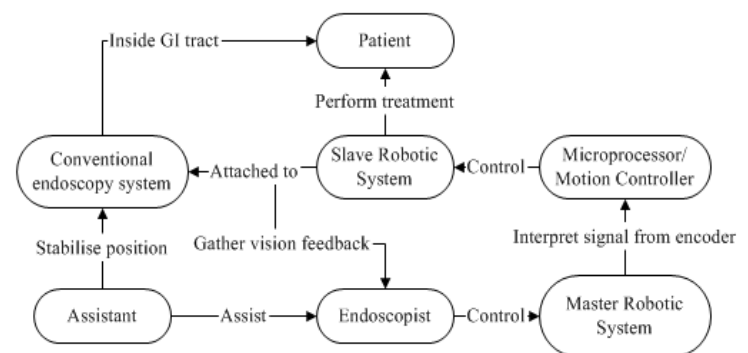 Inside GI tract
Patient
Perform treatment
Conventional
endoscopy system
Attached to
Slave Robotic
System
Control
Microprocessor/
Motion Controller
Stabilise position
Gather vision feedback
Interpret signal from encoder
Assistant
Assist
Endoscopist
Control
Master Robotic
System